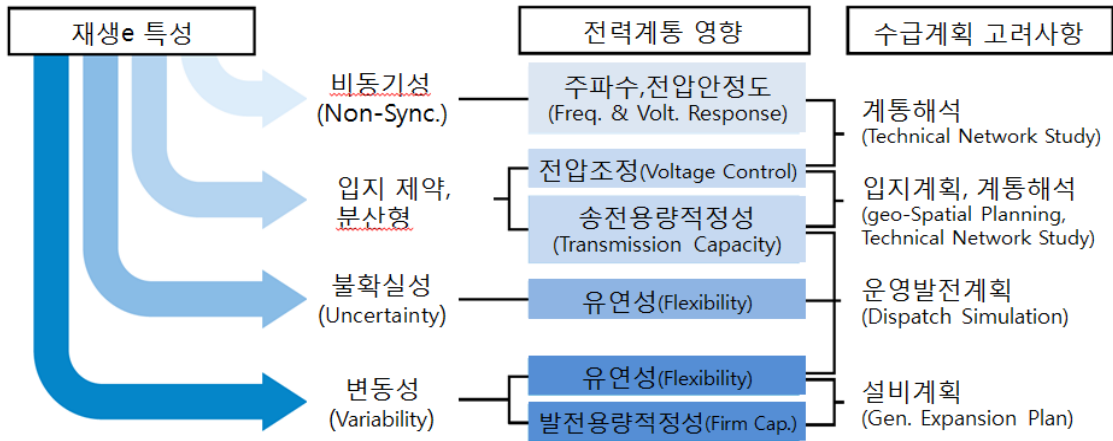 재생e 특성
전력계통 영향
수급계획 고려사항
비동기성
(Non-Sync.)
주파수,전압안정도
(Freq. & Volt. Response)
계통해석
(Technical Network Study)
입지 제약,
분산형
전압조정(Voltage Control)
송전용량적정성
(Transmission Capacity)
입지계획, 계통해석
(geo-Spatial Planning,
Technical Network Study)
불확실성
(Uncertainty)
유연성(Flexibility)
운영발전계획
(Dispatch Simulation)
변동성
(Variability)
유연성(Flexibility)
발전용량적정성(Firm Cap.)
설비계획
(Gen. Expansion Plan)